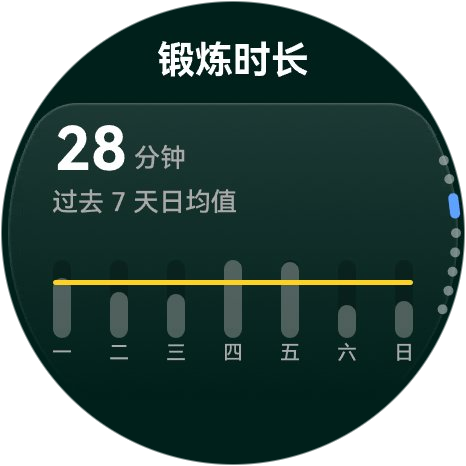 锻炼时长
28 分钟
过去 7 天日均值
一 二 三 四 五 六 日